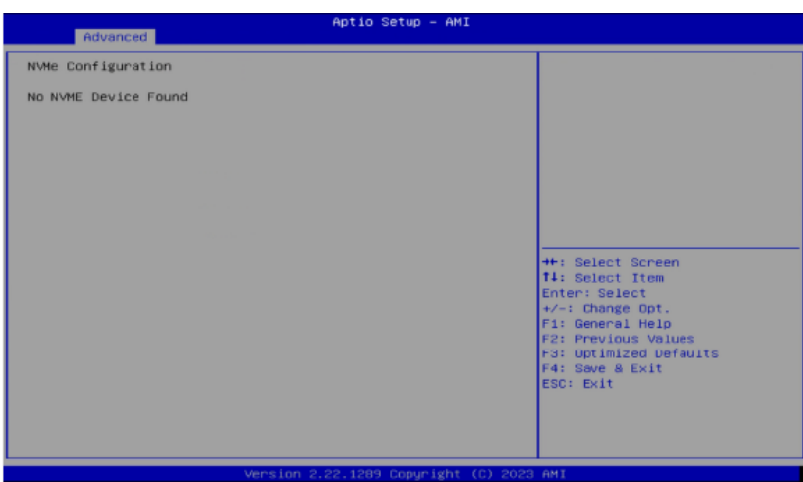 Aptio Setup - AMI
Advanced
NVMe Configuration
No NVME Device Found
→←: Select Screen
↑↓: Select Item
Enter: Select
+/-: Change Opt.
F1: General Help
F2: Previous Values
F3: Optimized Defaults
F4: Save & Exit
ESC: Exit
Version 2.22.1289 Copyright (C) 2023 AMI